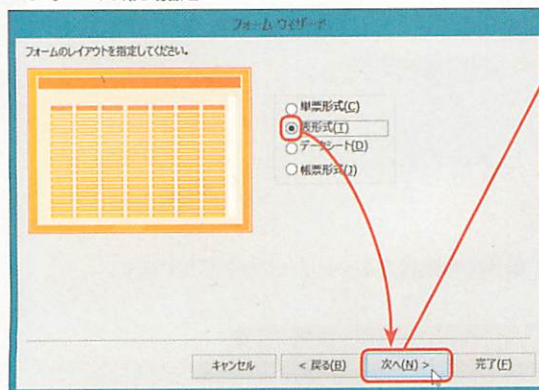 フォーム ウィザード
フォームのレイアウトを指定してください。
単票形式(C)
表形式(T)
データシート(D)
帳票形式(J)
キャンセル
< 戻る(B)
次へ(N) >
完了(F)